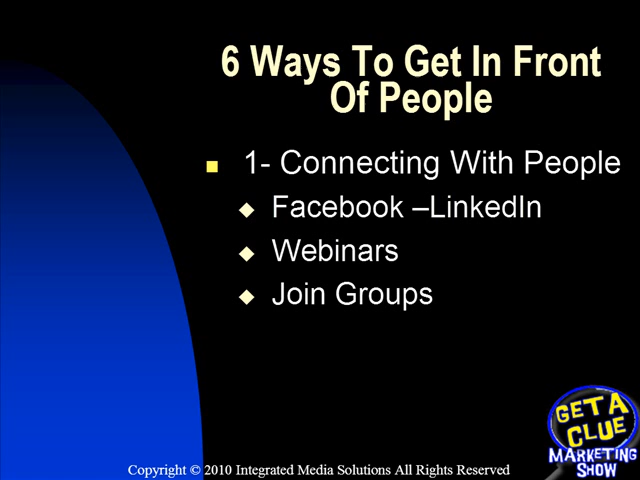 6 Ways To Get In Front
Of People
1- Connecting With People
Facebook –LinkedIn
Webinars
Join Groups
GET A
CLUE
MARKETING
SHOW
Copyright © 2010 Integrated Media Solutions All Rights Reserved